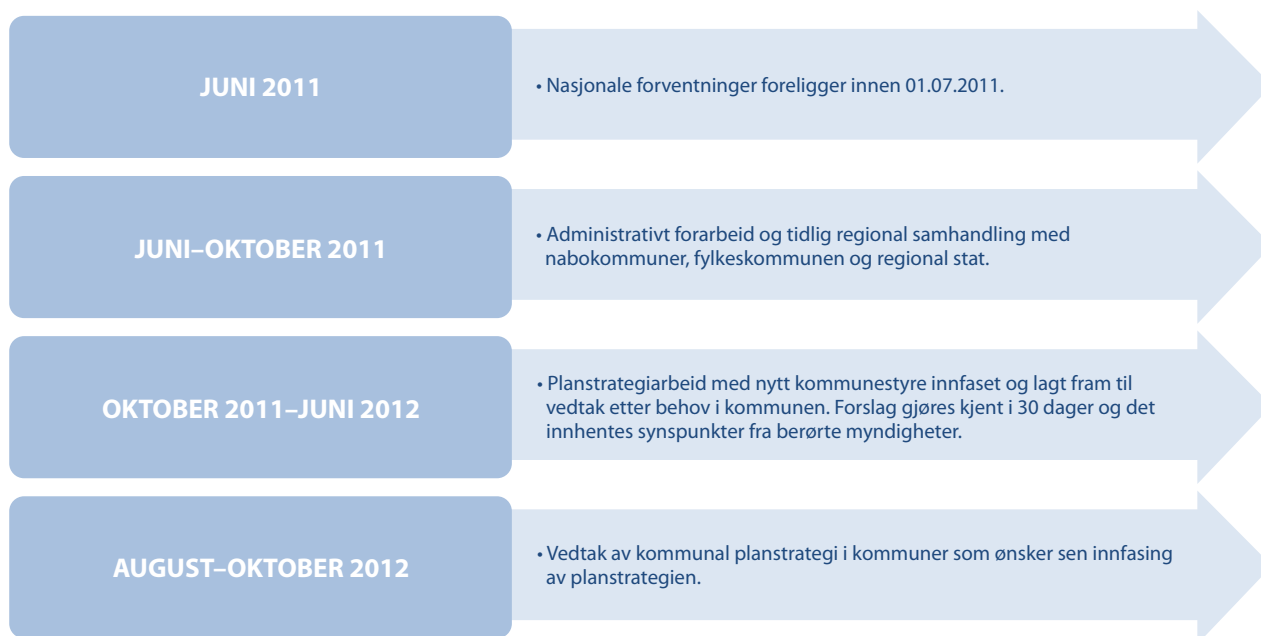 JUNI 2011
• Nasjonale forventninger foreligger innen 01.07.2011.
JUNI–OKTOBER 2011
• Administrativt forarbeid og tidlig regional samhandling med
nabokommuner, fylkeskommunen og regional stat.
OKTOBER 2011–JUNI 2012
• Planstrategiarbeid med nytt kommunestyre innfaset og lagt fram til
vedtak etter behov i kommunen. Forslag gjøres kjent i 30 dager og det
innhentes synspunkter fra berørte myndigheter.
AUGUST–OKTOBER 2012
• Vedtak av kommunal planstrategi i kommuner som ønsker sen innfasing
av planstrategien.